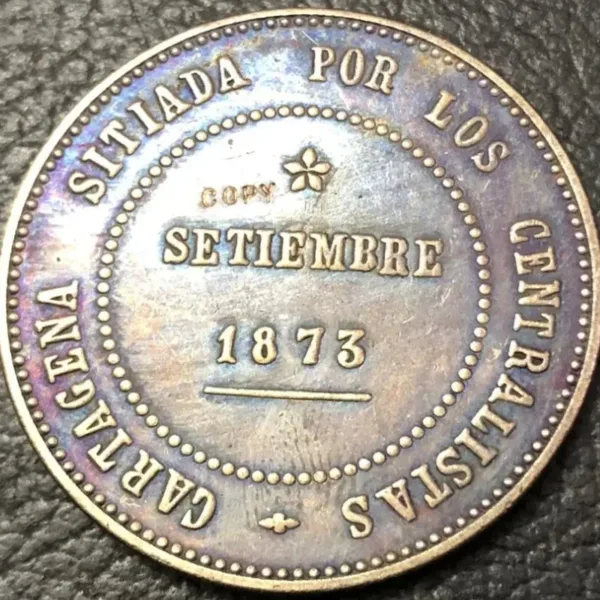 CARTAGENA SITIADA POR LOS CENTRALISTAS
COPY
SETIEMBRE
1873